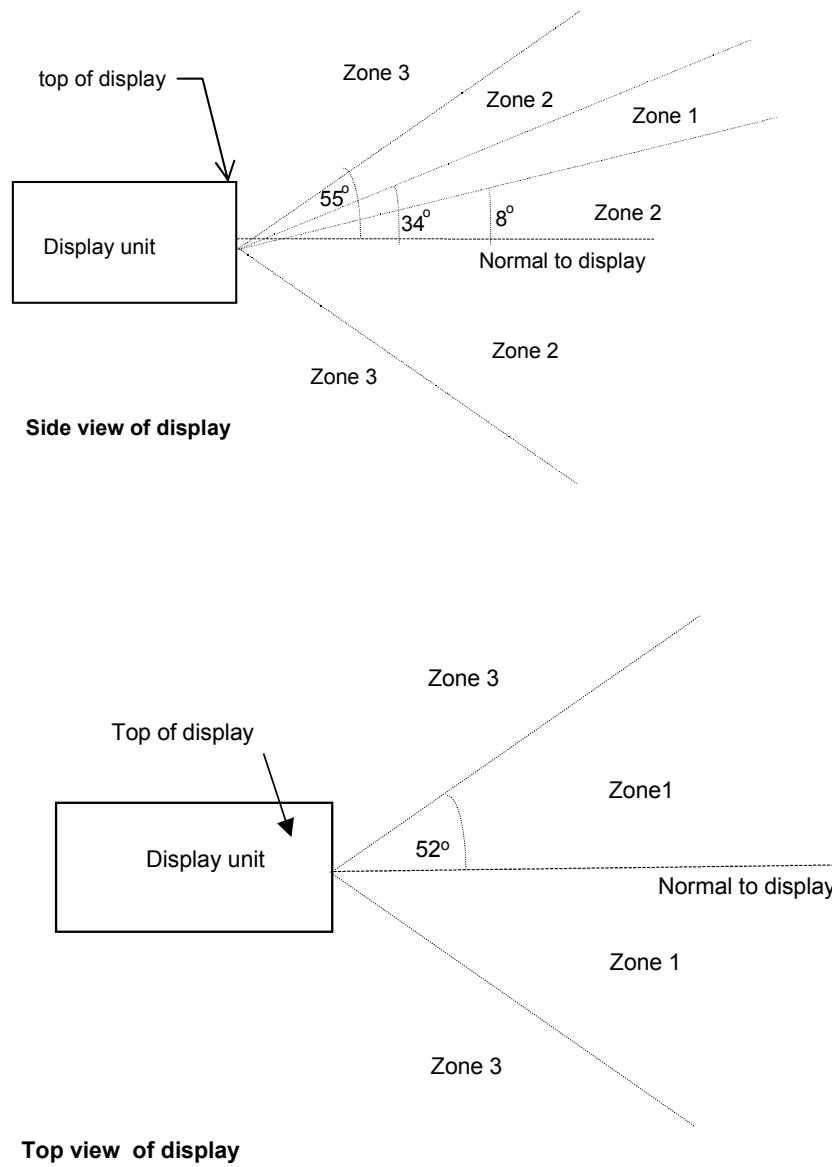 Zone 3
top of display
Zone 2
Zone 1
55°
34°
8°
Zone 2
Display unit
Normal to display
Zone 2
Zone 3
Side view of display
Zone 3
Top of display
Zone1
Display unit
52º
Normal to display
Zone 1
Zone 3
Top view of display